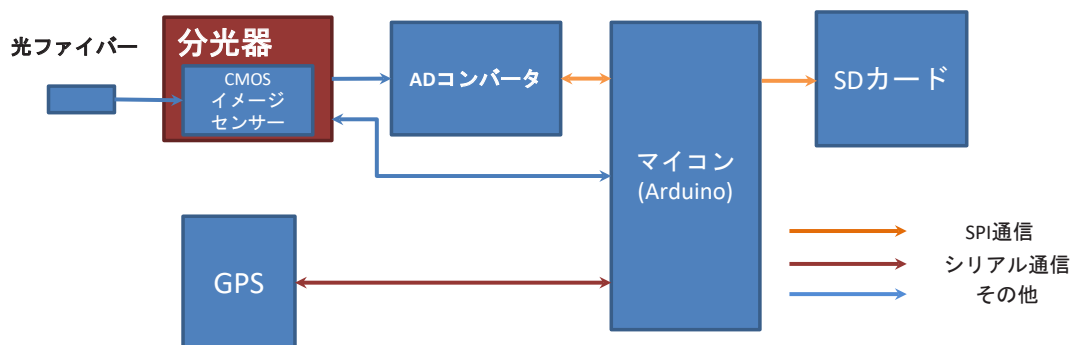 光ファイバー
分光器
CMOS
イメージ
センサー
ADコンバータ
マイコン
(Arduino)
SDカード
GPS
SPI通信
シリアル通信
その他